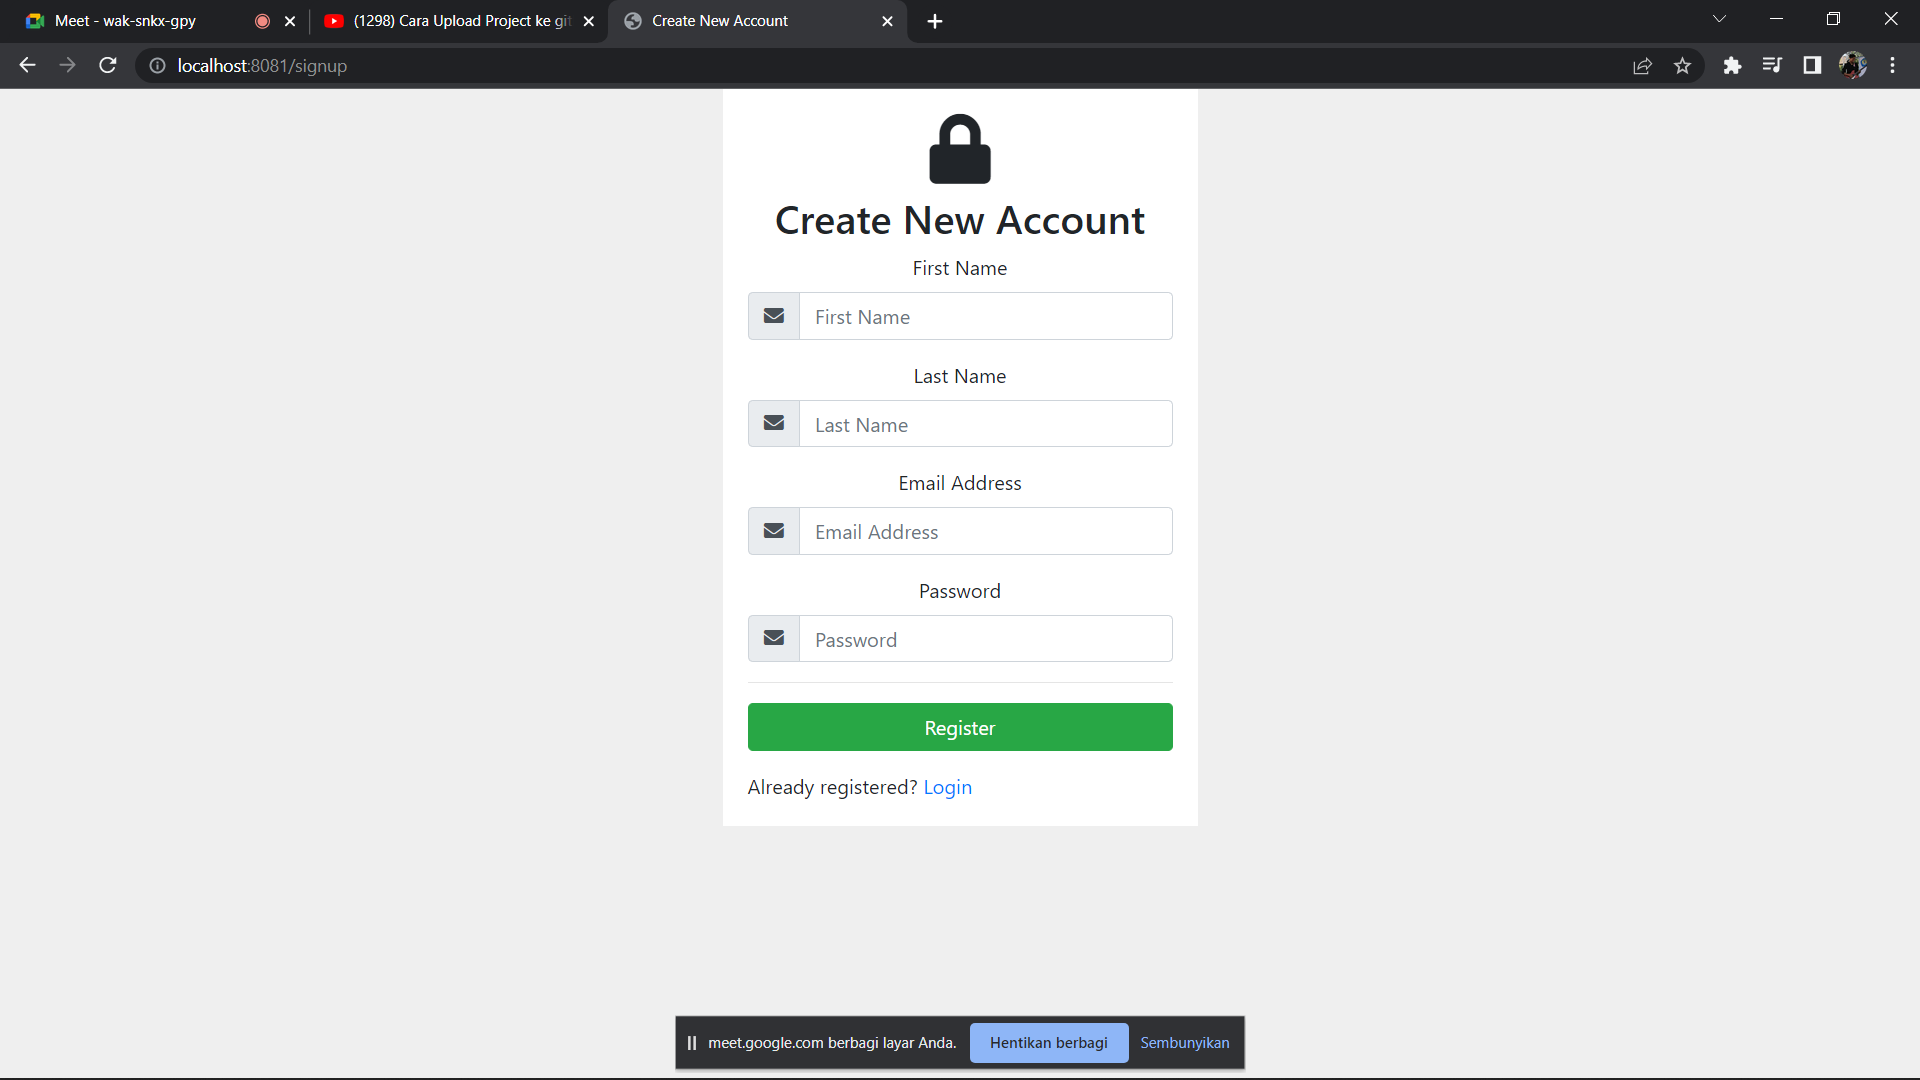 Meet - wak-snkx-gpy
(1298) Cara Upload Project ke git
Create New Account
localhost:8081/signup
Create New Account
First Name
First Name
Last Name
Last Name
Email Address
Email Address
Password
Password
Register
Already registered? Login
meet.google.com berbagi layar Anda. Hentikan berbagi Sembunyikan